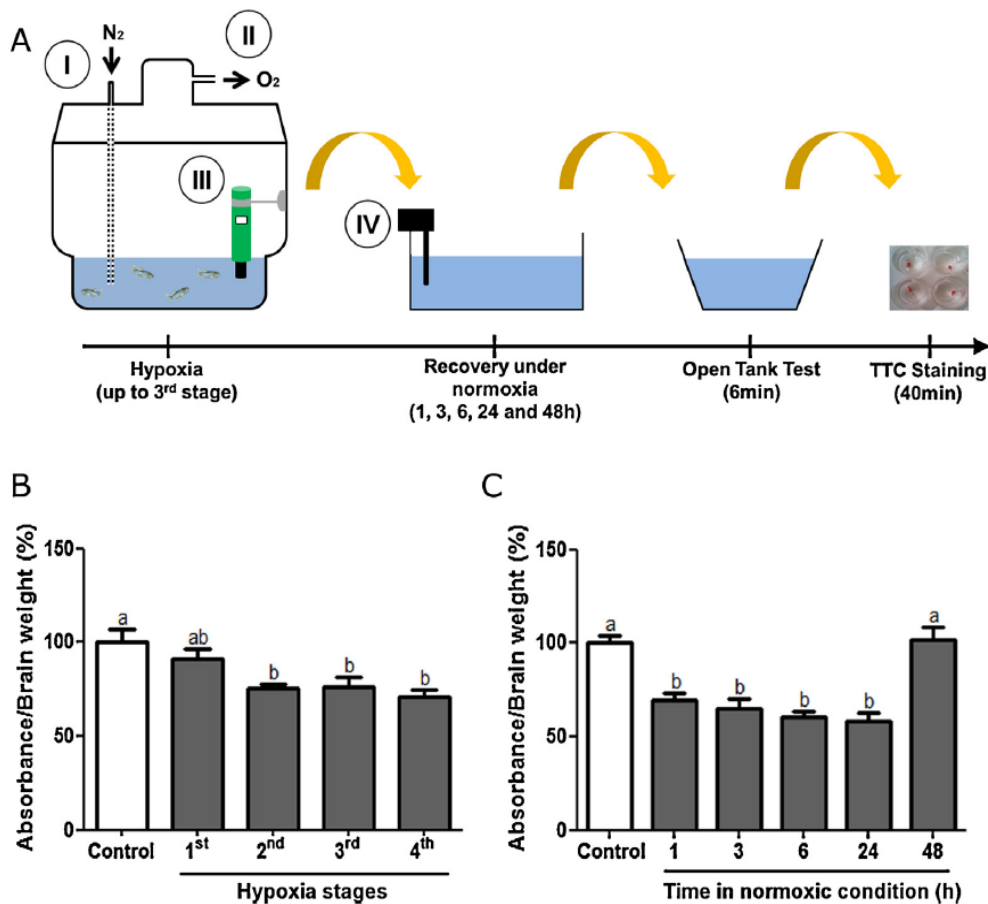 A
I
N₂
II
O₂
III
IV
Hypoxia
(up to 3ʳᵈ stage)
Recovery under
normoxia
(1, 3, 6, 24 and 48h)
Open Tank Test
(6min)
TTC Staining
(40min)
B
Absorbance/Brain weight (%)
150
100
50
0
a
ab
b
b
b
Control
1ˢᵗ
2ⁿᵈ
3ʳᵈ
4ᵗʰ
Hypoxia stages
C
Absorbance/Brain weight (%)
150
100
50
0
a
b
b
b
b
a
Control
1
3
6
24
48
Time in normoxic condition (h)